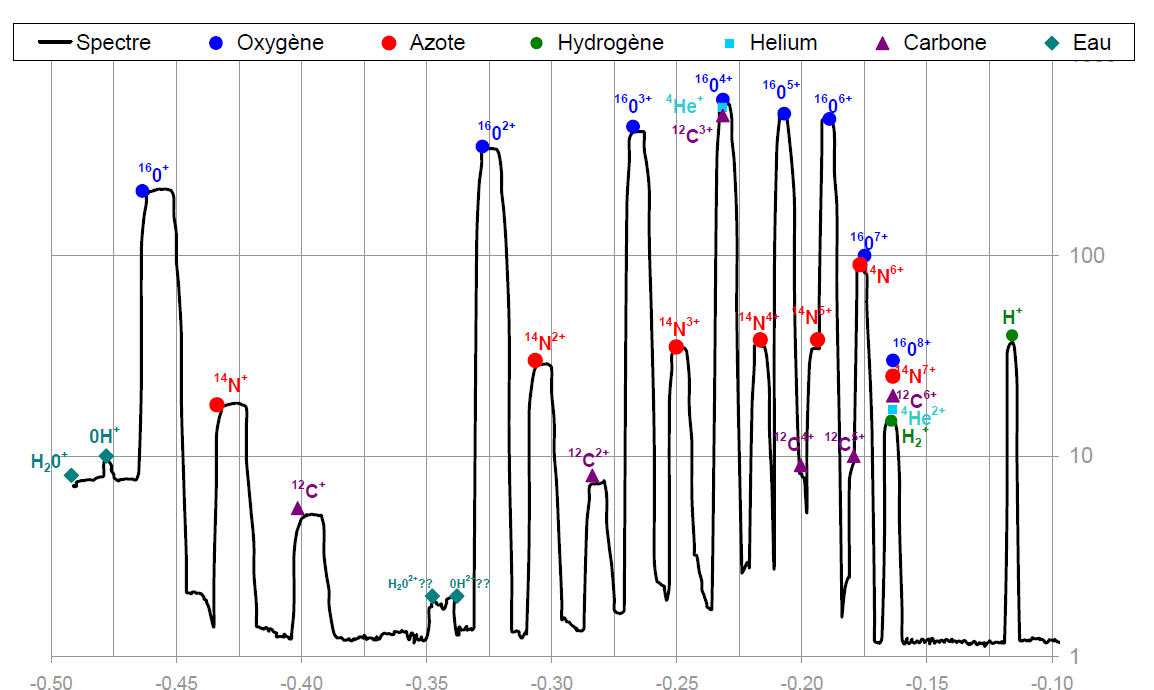 Spectre Oxygène Azote Hydrogène Helium Carbone Eau
¹⁶0⁴⁺
¹⁶0⁵⁺
¹⁶0³⁺
⁴He⁺
¹⁶0⁶⁺
¹²C³⁺
¹⁶0²⁺
¹⁶0⁺
¹⁶0⁷⁺
100
⁴N⁶⁺
H⁺
¹⁴N³⁺
¹⁴N⁴⁺
¹⁴N⁵⁺
¹⁴N²⁺
¹⁶0⁸⁺
¹⁴N⁷⁺
¹⁴N⁺
¹²C⁶⁺
⁴He²⁺
0H⁺
H₂⁺
¹²C⁴⁺
¹²C⁵⁺
H₂0⁺
10
¹²C²⁺
¹²C⁺
H₂0²⁺??
0H²⁺??
1
-0.50 -0.45 -0.40 -0.35 -0.30 -0.25 -0.20 -0.15 -0.10